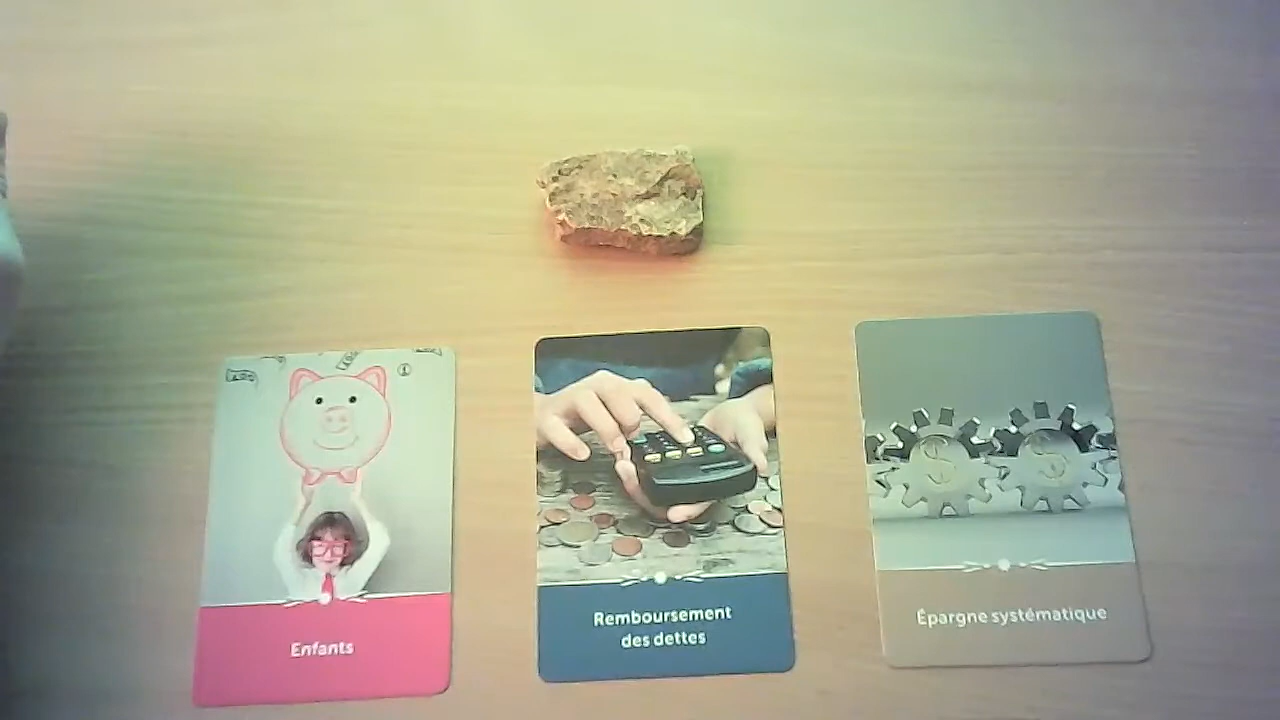 Enfants
Remboursement
des dettes
Épargne systématique